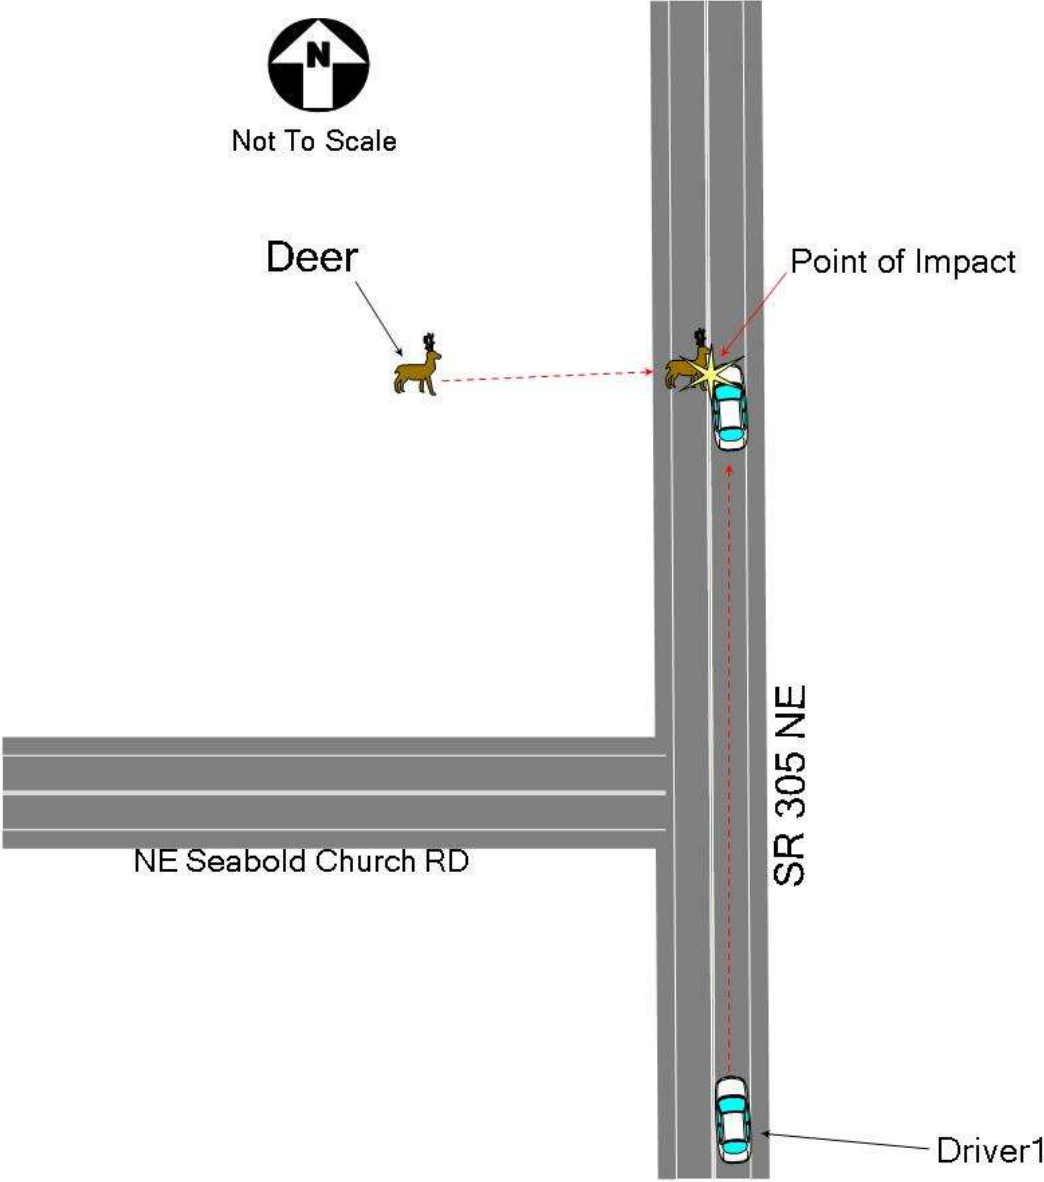 N
Not To Scale
Deer
Point of Impact
SR 305 NE
NE Seabold Church RD
Driver1